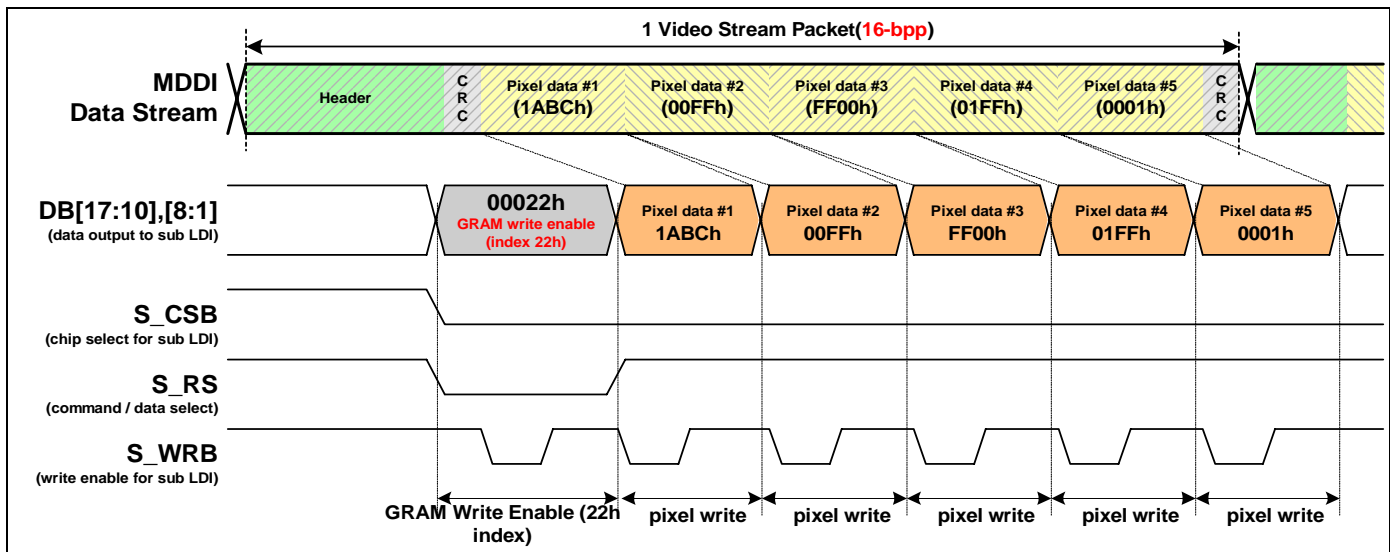 1 Video Stream Packet(16-bpp)
MDDI
Data Stream
Header
C
R
C
Pixel data #1
(1ABCh)
Pixel data #2
(00FFh)
Pixel data #3
(FF00h)
Pixel data #4
(01FFh)
Pixel data #5
(0001h)
C
R
C
DB[17:10],[8:1]
(data output to sub LDI)
00022h
GRAM write enable
(index 22h)
Pixel data #1
1ABCh
Pixel data #2
00FFh
Pixel data #3
FF00h
Pixel data #4
01FFh
Pixel data #5
0001h
S_CSB
(chip select for sub LDI)
S_RS
(command / data select)
S_WRB
(write enable for sub LDI)
GRAM Write Enable (22h
index)
pixel write
pixel write
pixel write
pixel write
pixel write